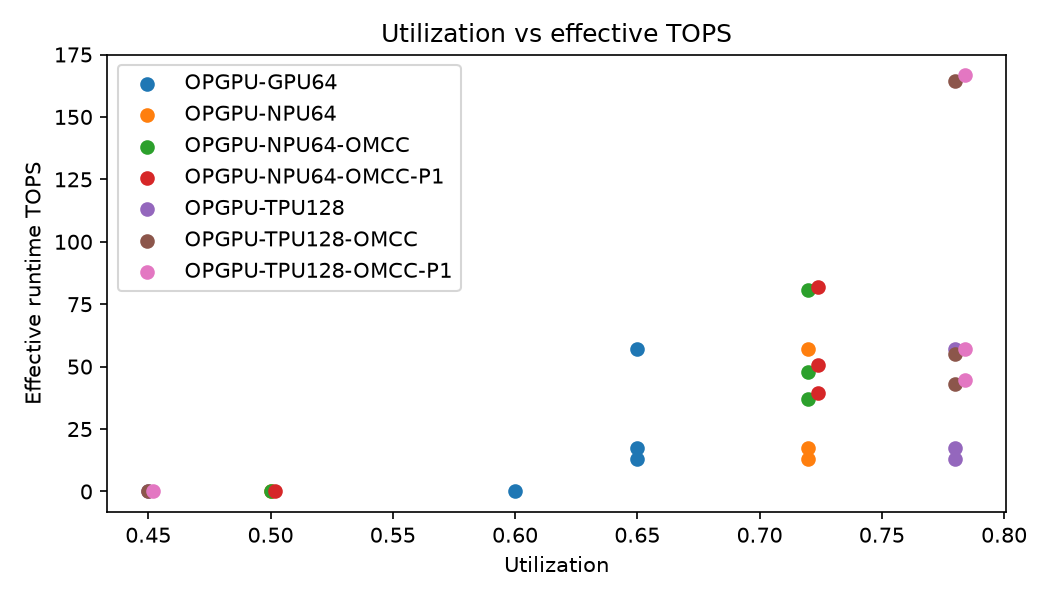 Utilization vs effective TOPS
175
150
125
100
75
50
25
0
Effective runtime TOPS
OPGPU-GPU64
OPGPU-NPU64
OPGPU-NPU64-OMCC
OPGPU-NPU64-OMCC-P1
OPGPU-TPU128
OPGPU-TPU128-OMCC
OPGPU-TPU128-OMCC-P1
0.45 0.50 0.55 0.60 0.65 0.70 0.75 0.80
Utilization